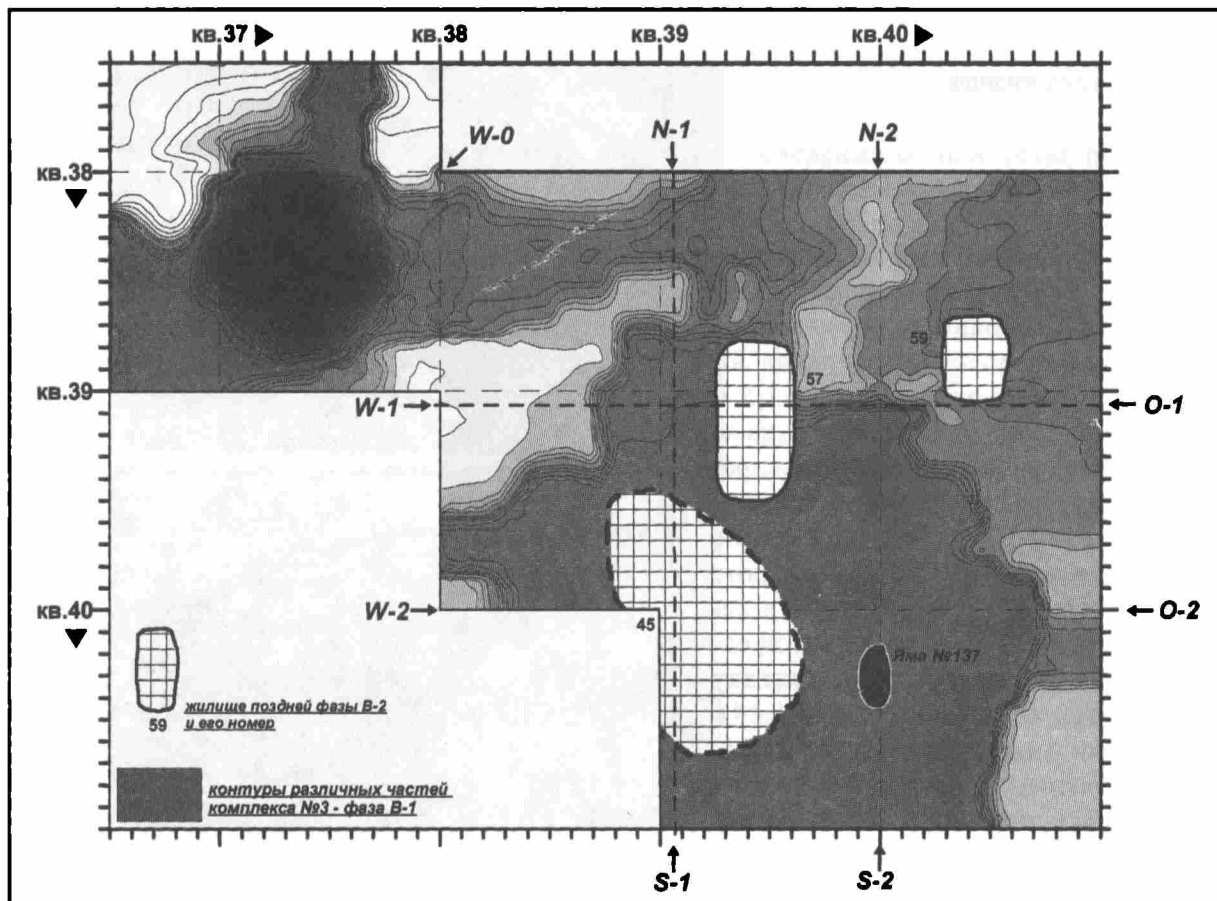 кв.37
кв.38
кв.39
кв.40
W-0
N-1
N-2
кв.38
59
57
кв.39
W-1
O-1
кв.40
W-2
45
O-2
Яма №137
жилище поздней фазы В-2
и его номер
59
контуры различных частей
комплекса №3 - фаза В-1
S-1
S-2